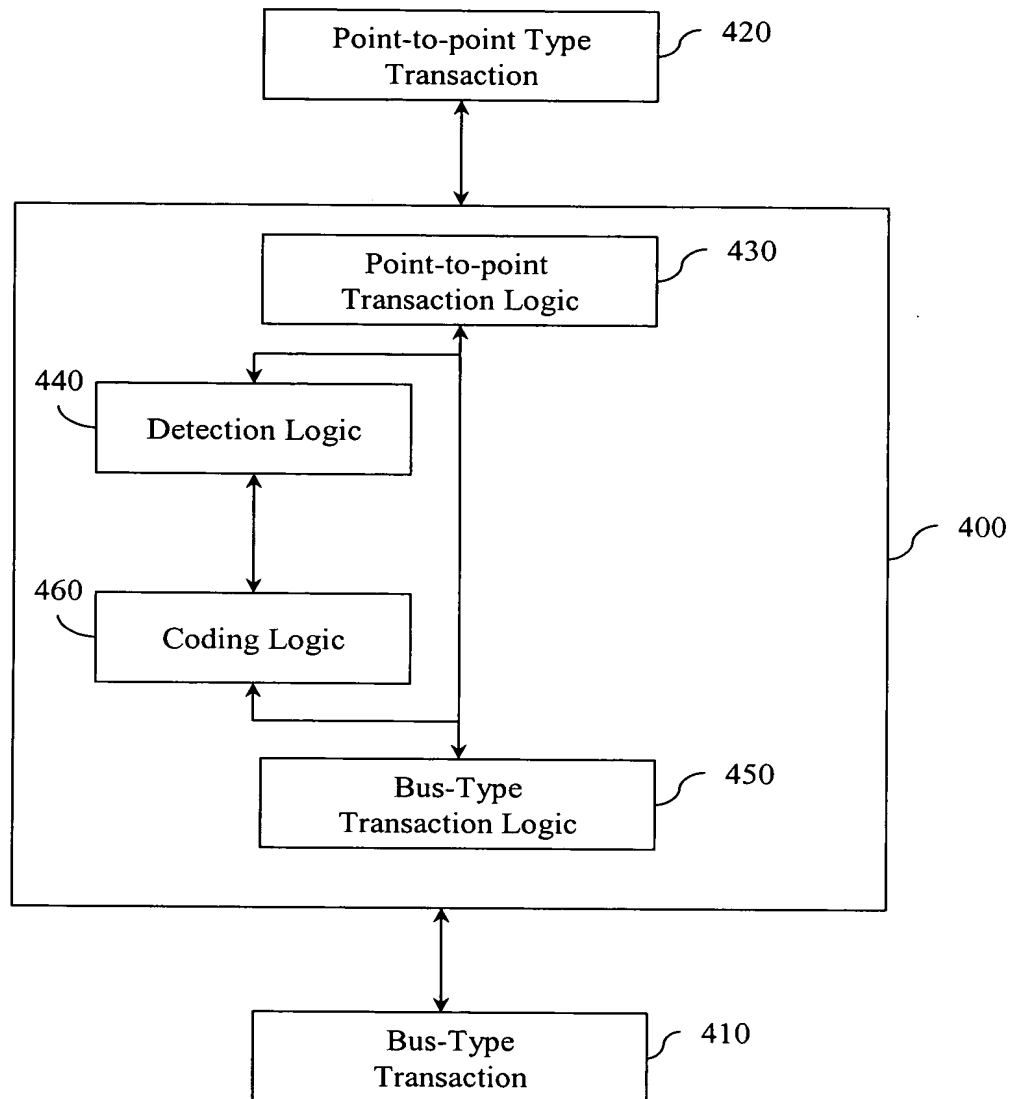 Point-to-point Type
Transaction
420
Point-to-point
Transaction Logic
430
440
Detection Logic
400
460
Coding Logic
Bus-Type
Transaction Logic
450
Bus-Type
Transaction
410